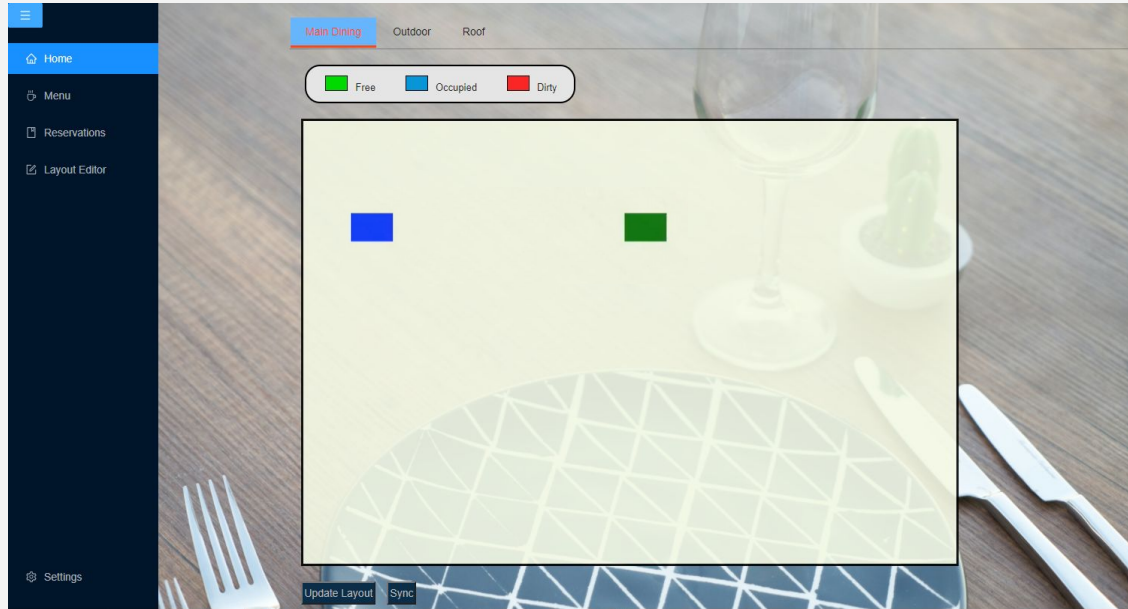 Home
Menu
Reservations
Layout Editor
Settings
Main Dining Outdoor Roof
Free Occupied Dirty
Update Layout Sync